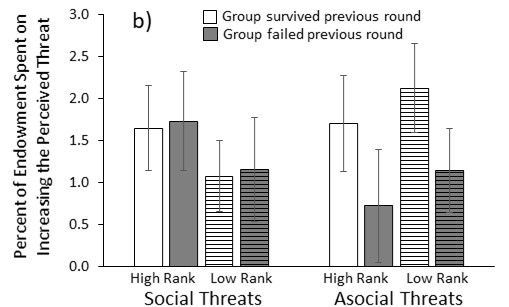 b)
Group survived previous round
Group failed previous round
Percent of Endowment Spent on
Increasing the Perceived Threat
3.0
2.5
2.0
1.5
1.0
0.5
0.0
High Rank Low Rank High Rank Low Rank
Social Threats Asocial Threats